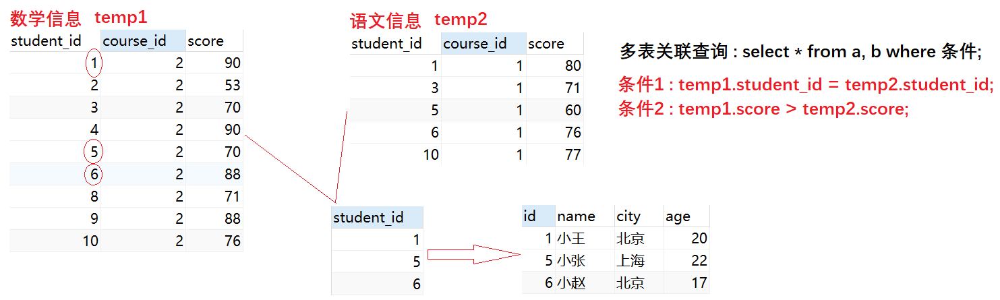 数学信息 temp1
student_id course_id score
1 2 90
2 2 53
3 2 70
4 2 90
5 2 70
6 2 88
8 2 71
9 2 88
10 2 76
语文信息 temp2
student_id course_id score
1 1 80
3 1 71
5 1 60
6 1 76
10 1 77
多表关联查询 : select * from a, b where 条件;
条件1 : temp1.student_id = temp2.student_id;
条件2 : temp1.score > temp2.score;
student_id
1
5
6
id name city age
1 小王 北京 20
5 小张 上海 22
6 小赵 北京 17